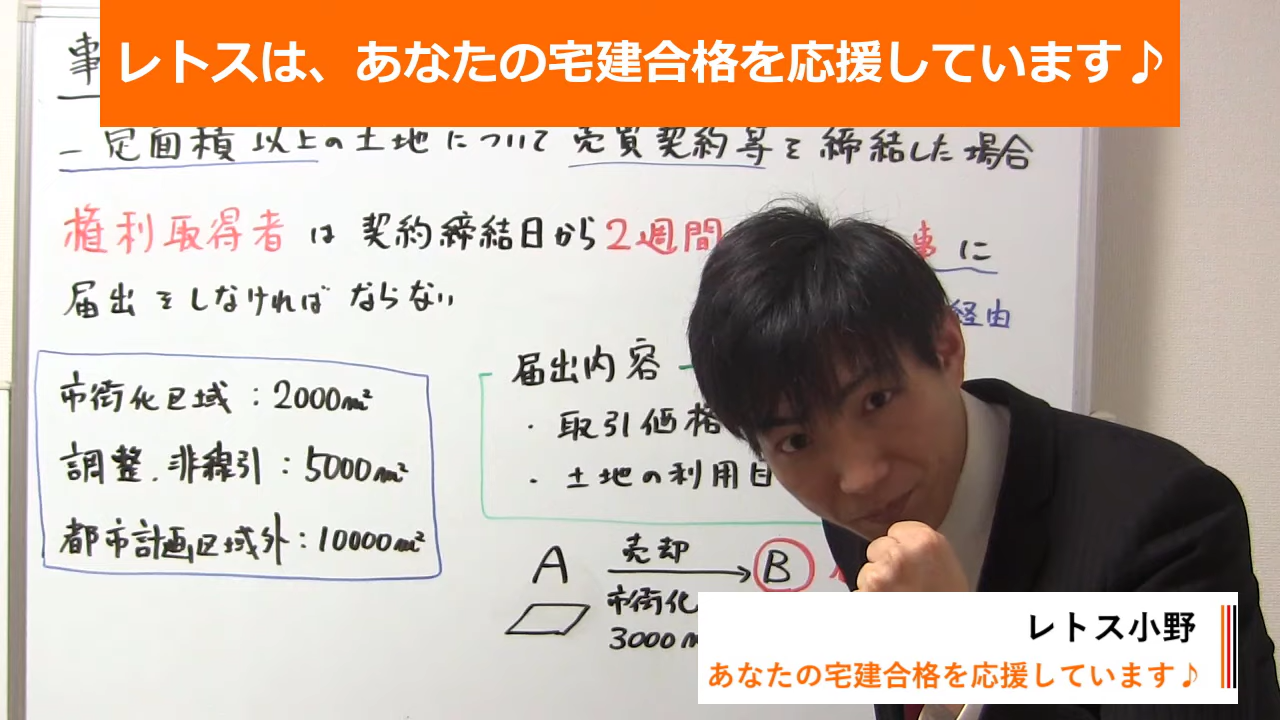 レトスは、あなたの宅建合格を応援しています♪
事
一定面積以上の土地について売買契約等を締結した場合
権利取得者は契約締結日から2週間
事に
届出をしなければならない
経由
市街化区域：2000m²
調整．非線引：5000m²
都市計画区域外：10000m²
届出内容
・取引価格
・土地の利用目
A 売却 B
市街化
3000m
レトス小野
あなたの宅建合格を応援しています♪